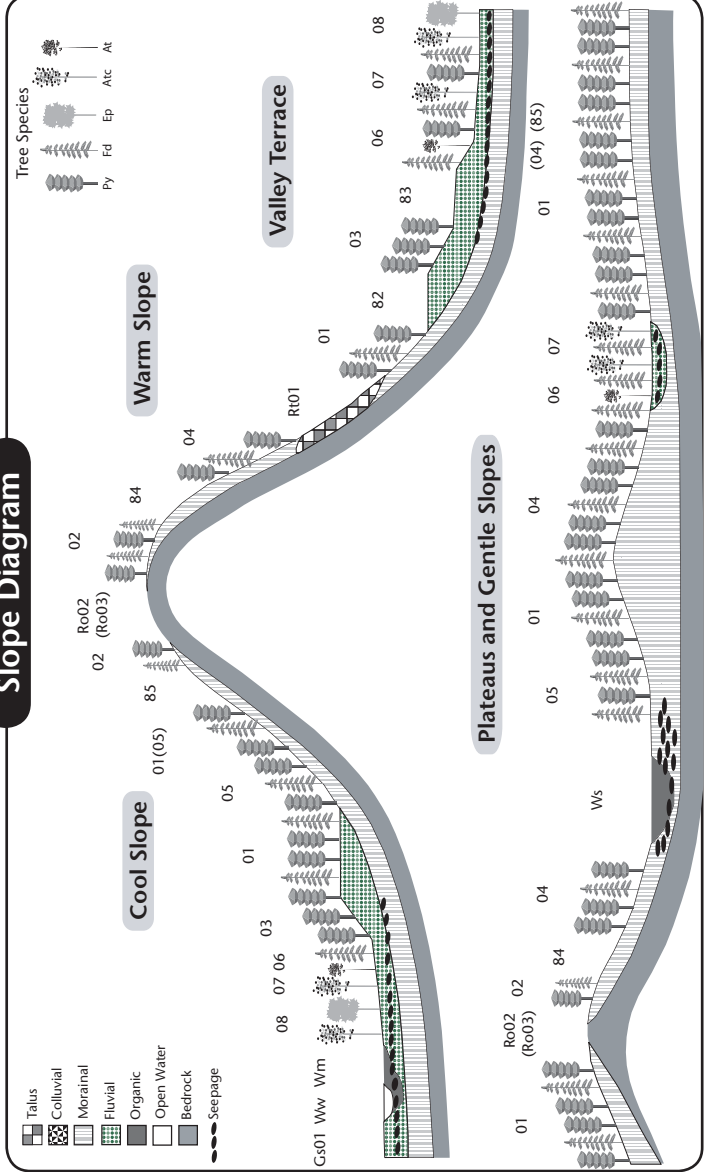 Slope Diagram
Talus
Colluvial
Morainal
Fluvial
Organic
Open Water
Bedrock
Seepage
Tree Species
At
Atc
Ep
Fd
Py
Cool Slope
Warm Slope
Valley Terrace
Gs01 Ww Wm
08
07 06
03
01
05
01(05)
85
02
Ro02
(Ro03)
02
84
04
Rt01
01
82
03
83
06
07
08
Plateaus and Gentle Slopes
01
Ro02
(Ro03)
02
84
04
Ws
05
01
04
06
07
01
(04) (85)